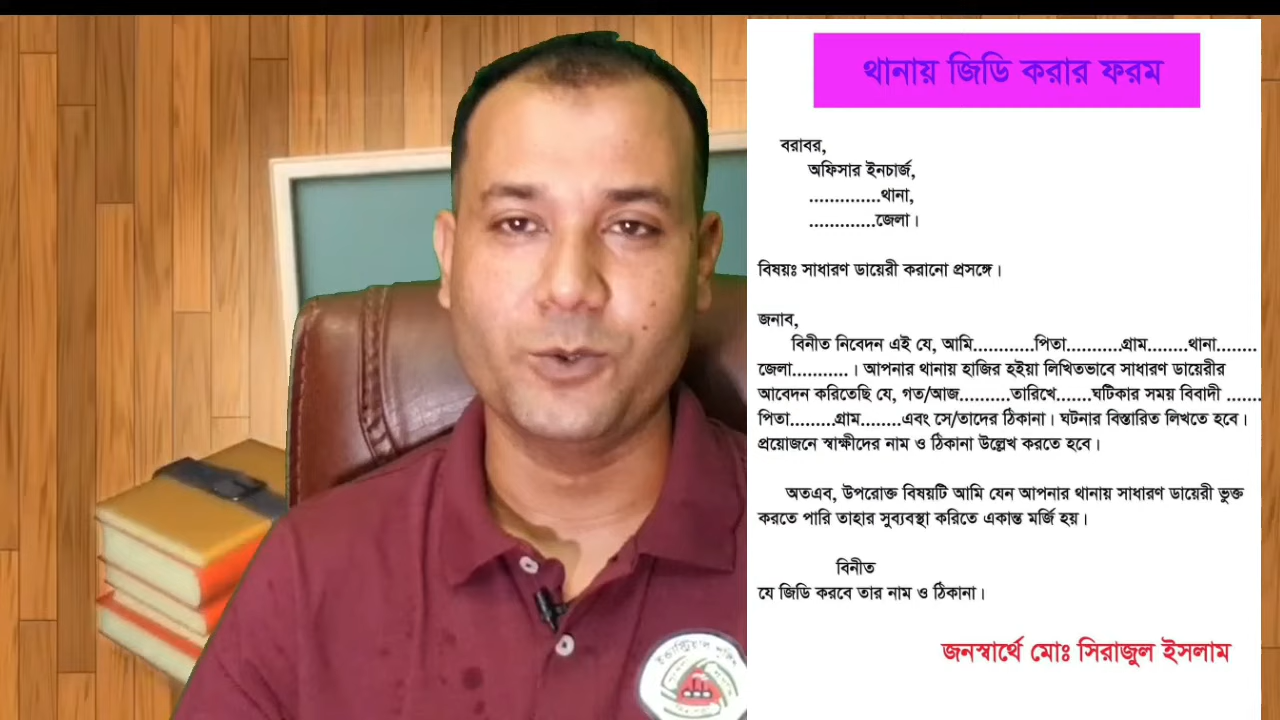 থানায় জিডি করার ফরম
বরাবর,
অফিসার ইনচার্জ,
..............থানা,
.............জেলা।
বিষয়ঃ সাধারণ ডায়েরী করানো প্রসঙ্গে।
জনাব,
বিনীত নিবেদন এই যে, আমি............পিতা...........গ্রাম........থানা........
জেলা...........। আপনার থানায় হাজির হইয়া লিখিতভাবে সাধারণ ডায়েরীর
আবেদন করিতেছি যে, গত/আজ..........তারিখে.......ঘটিকার সময় বিবাদী .......
পিতা.........গ্রাম........এবং সে/তাদের ঠিকানা। ঘটনার বিস্তারিত লিখতে হবে।
প্রয়োজনে স্বাক্ষীদের নাম ও ঠিকানা উল্লেখ করতে হবে।
অতএব, উপরোক্ত বিষয়টি আমি যেন আপনার থানায় সাধারণ ডায়েরী ভুক্ত
করতে পারি তাহার সুব্যবস্থা করিতে একান্ত মর্জি হয়।
বিনীত
যে জিডি করবে তার নাম ও ঠিকানা।
জনস্বার্থে মোঃ সিরাজুল ইসলাম